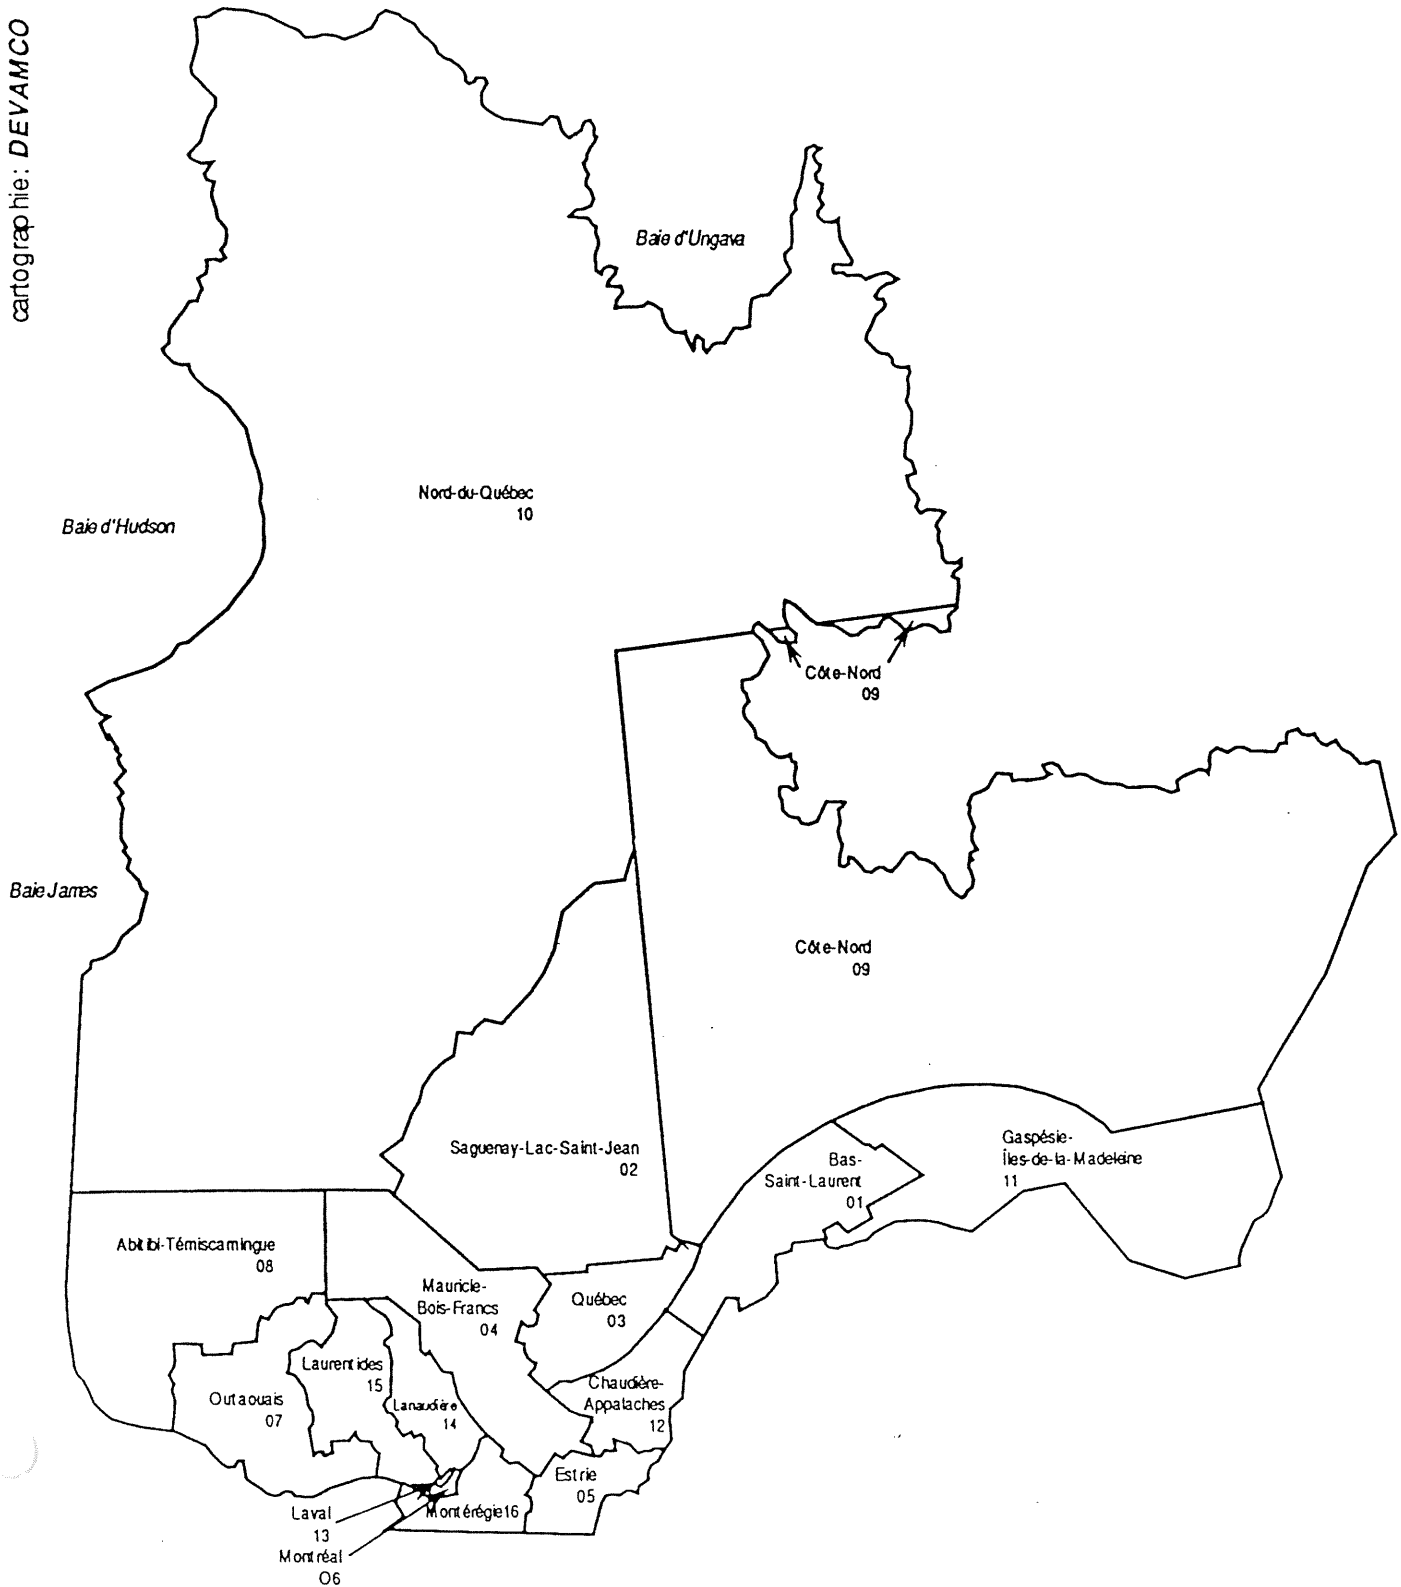 cartographie: DEVAMCO
Baie d'Ungava
Nord-du-Québec
10
Baie d'Hudson
Côte-Nord
09
Baie James
Côte-Nord
09
Gaspésie-
Îles-de-la-Madeleine
11
Saguenay-Lac-Saint-Jean
02
Bas-
Saint-Laurent
01
Abitibi-Témiscamingue
08
Mauricie-
Bois-Francs
04
Québec
03
Laurentides
15
Chaudière-
Appalaches
12
Outaouais
07
Lanaudière
14
Estrie
05
Laval
13
Montérégie16
Montréal
06